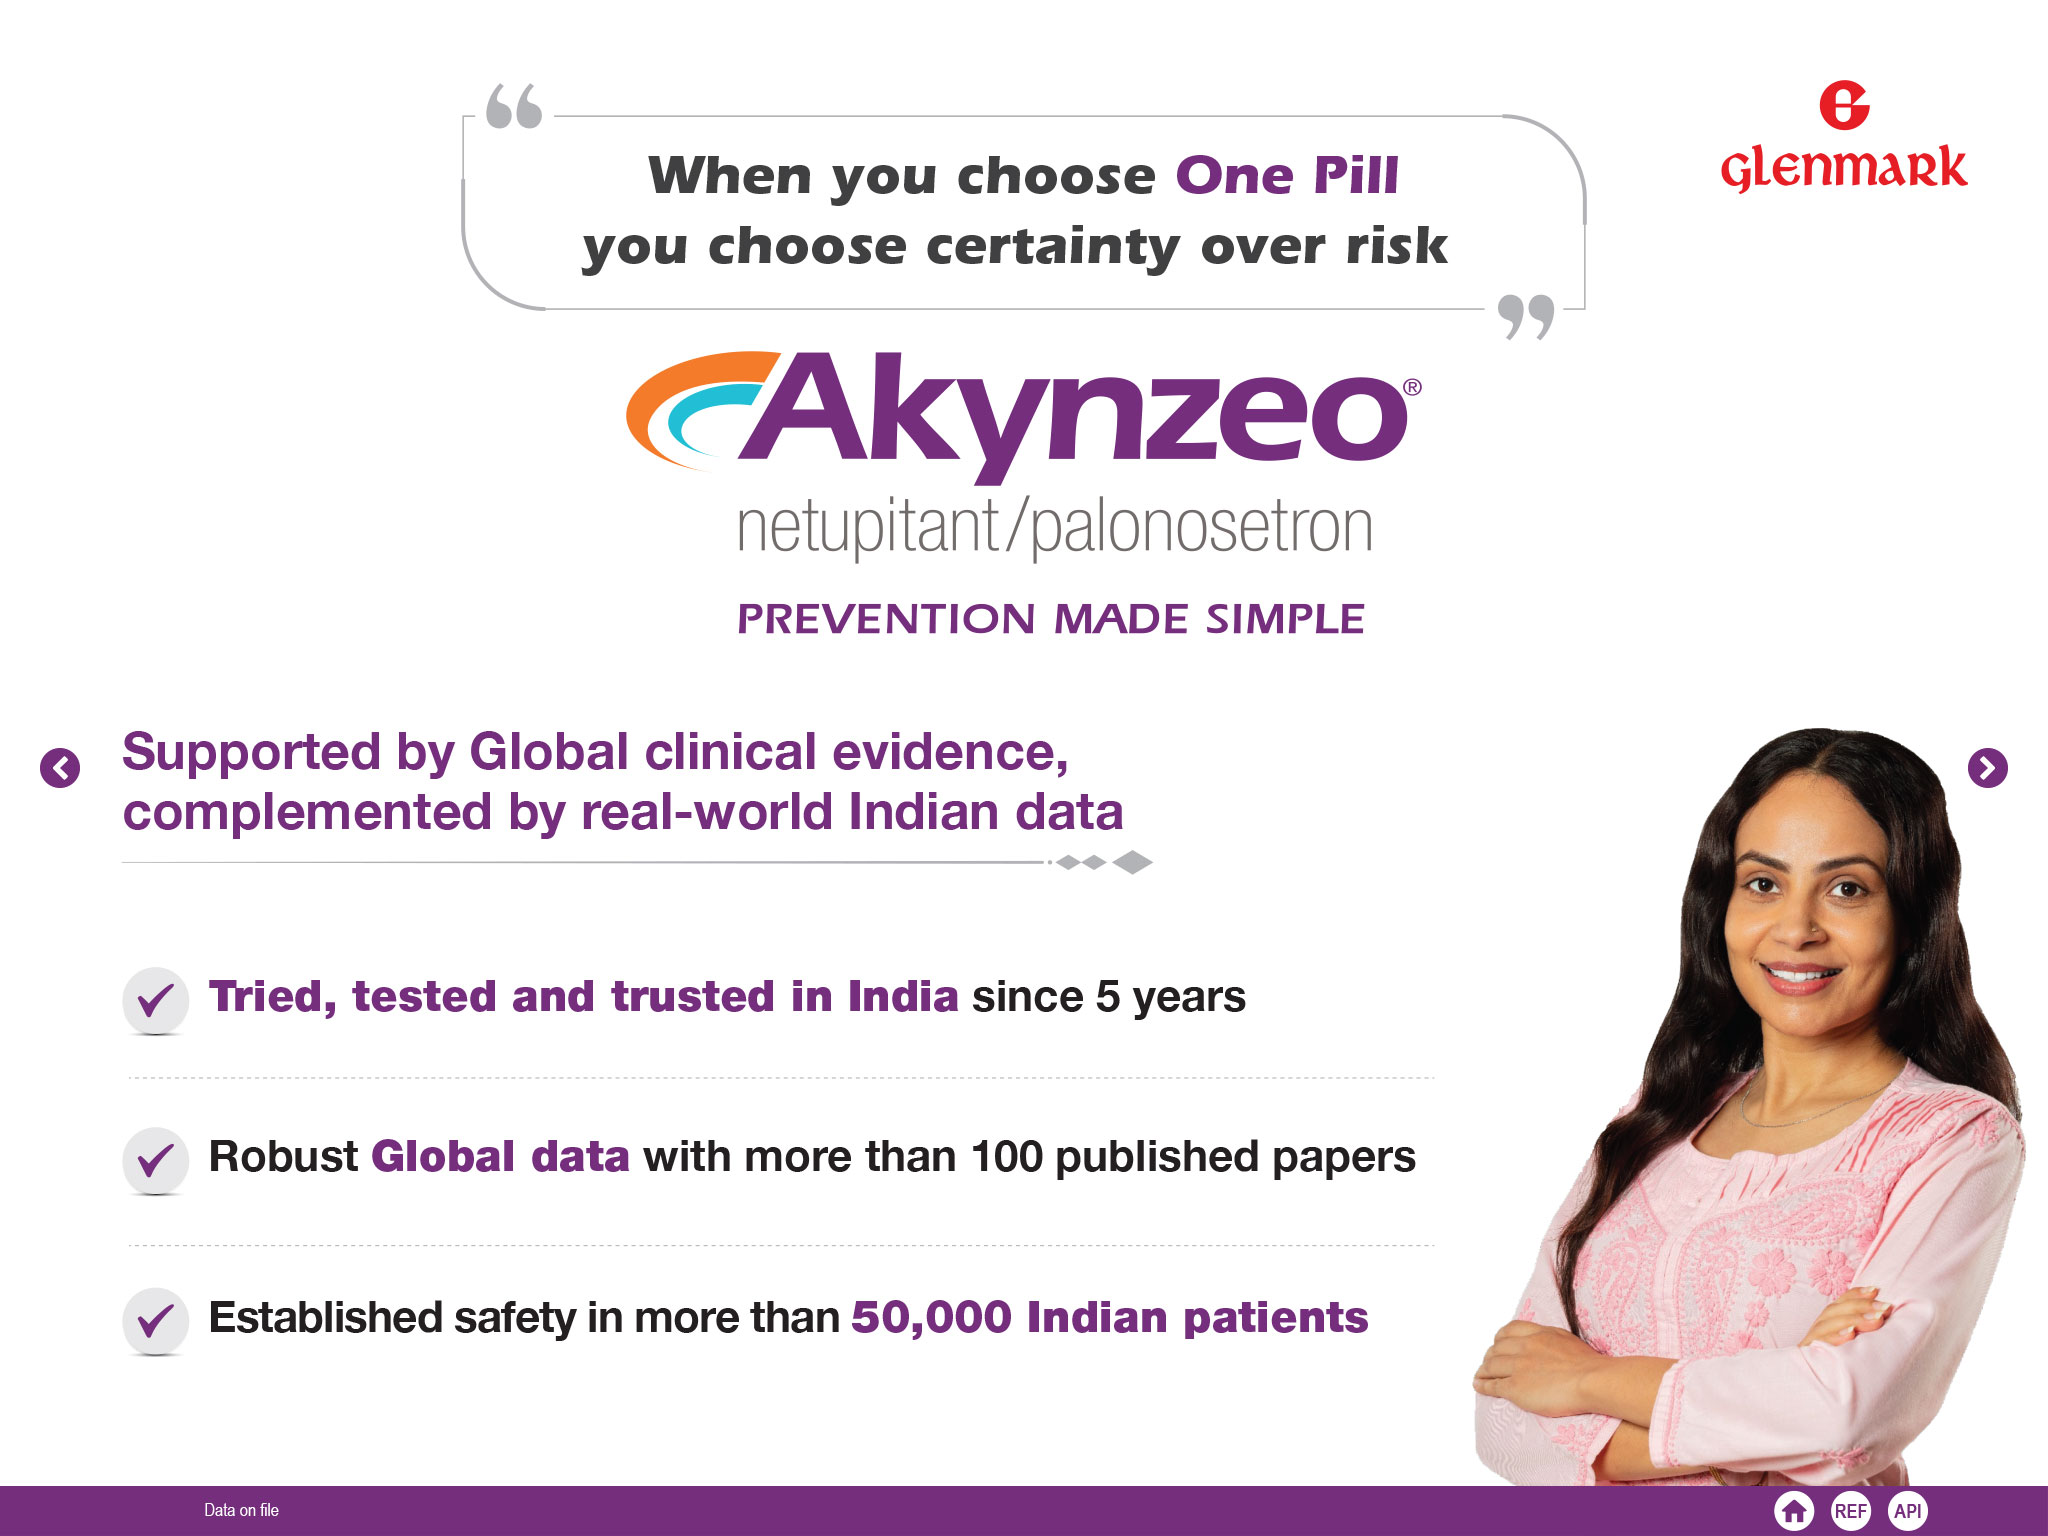 “
When you choose One Pill
you choose certainty over risk
”
Glenmark
Akynzeo®
netupitant/palonosetron
PREVENTION MADE SIMPLE
Supported by Global clinical evidence,
complemented by real-world Indian data
Tried, tested and trusted in India since 5 years
Robust Global data with more than 100 published papers
Established safety in more than 50,000 Indian patients
Data on file
REF
API